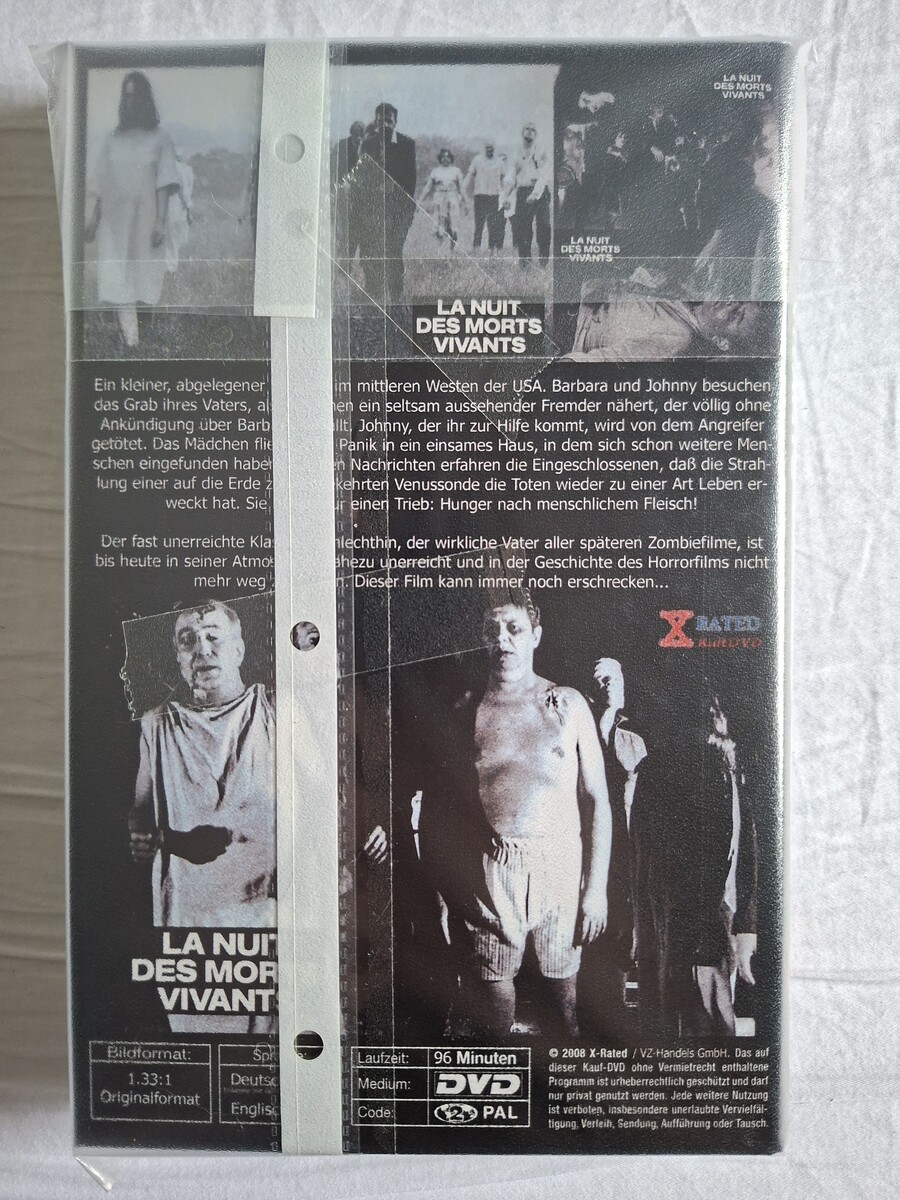 LA NUIT
DES MORTS
VIVANTS
LA NUIT
DES MORTS
VIVANTS
LA NUIT
DES MORTS
VIVANTS
Ein kleiner, abgelegener im mittleren Westen der USA. Barbara und Johnny besuchen
das Grab ihres Vaters, ein seltsam aussehender Fremder nähert, der völlig ohne
Ankündigung über Johnny, der ihr zur Hilfe kommt, wird von dem Angreifer
getötet. Das Mädchen Panik in ein einsames Haus, in dem sich schon weitere Men-
schen eingefunden Nachrichten erfahren die Eingeschlossenen, daß die Strah-
lung einer auf die Erde Venussonde die Toten wieder zu einer Art Leben er-
weckt hat. Sie einen Trieb: Hunger nach menschlichem Fleisch!
Der fast unerreichte der wirkliche Vater aller späteren Zombiefilme, ist
bis heute in seiner unerreicht und in der Geschichte des Horrorfilms nicht
mehr Dieser Film kann immer noch erschrecken...
X RATED
Kult DVD
LA NUIT
DES MOR
VIVANTS
Bildformat:
1.33:1
Originalformat
Laufzeit: 96 Minuten
Medium: DVD
Code: 2 PAL
© 2008 X-Rated / VZ-Handels GmbH. Das auf
dieser Kauf-DVD ohne Vermietrecht enthaltene
Programm ist urheberrechtlich geschützt und darf
nur privat genutzt werden. Jede weitere Nutzung
ist verboten, insbesondere unerlaubte Vervielfäl-
tigung, Verleih, Sendung, Aufführung oder Tausch.